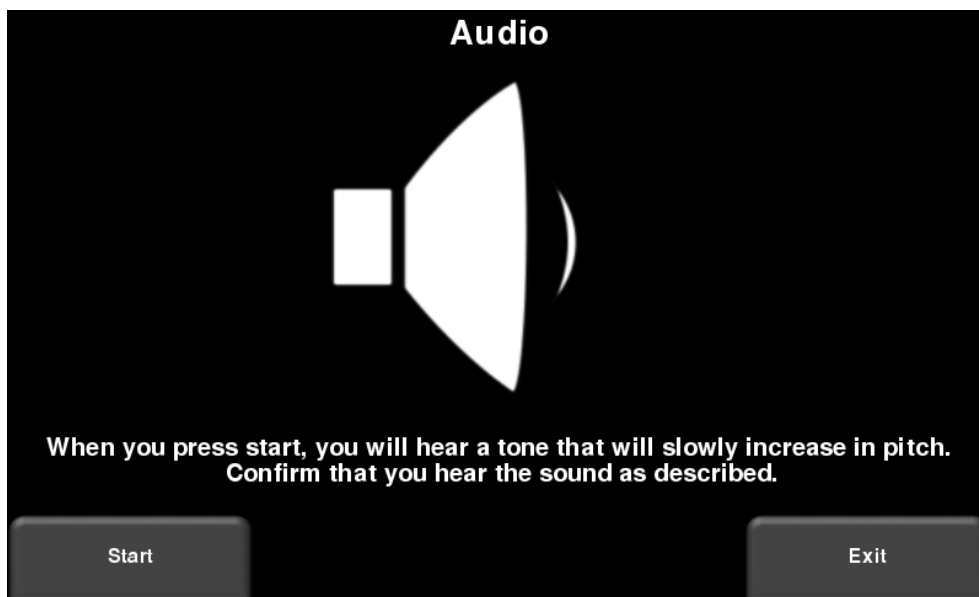 Audio
When you press start, you will hear a tone that will slowly increase in pitch.
Confirm that you hear the sound as described.
Start
Exit